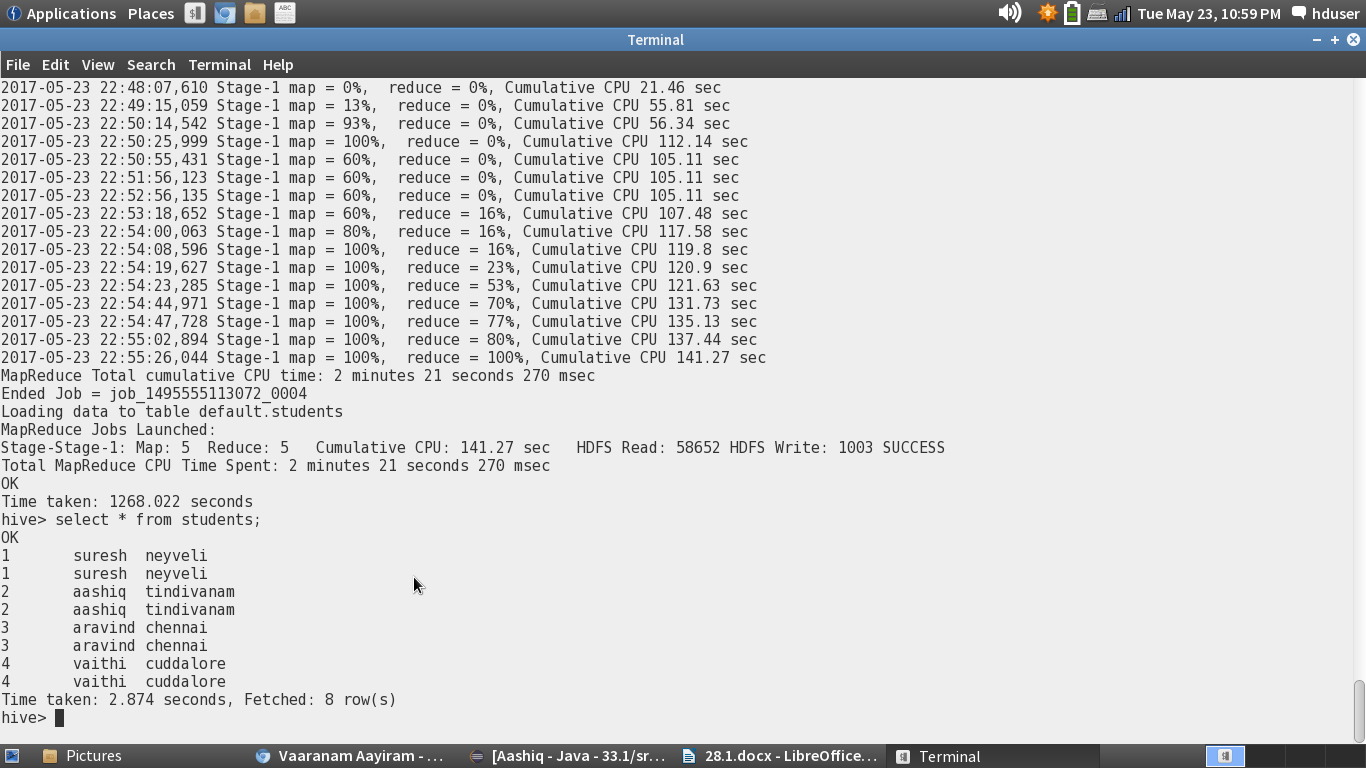 Applications Places Tue May 23, 10:59 PM hduser
Terminal
File Edit View Search Terminal Help
2017-05-23 22:48:07,610 Stage-1 map = 0%,  reduce = 0%, Cumulative CPU 21.46 sec
2017-05-23 22:49:15,059 Stage-1 map = 13%,  reduce = 0%, Cumulative CPU 55.81 sec
2017-05-23 22:50:14,542 Stage-1 map = 93%,  reduce = 0%, Cumulative CPU 56.34 sec
2017-05-23 22:50:25,999 Stage-1 map = 100%,  reduce = 0%, Cumulative CPU 112.14 sec
2017-05-23 22:50:55,431 Stage-1 map = 60%,  reduce = 0%, Cumulative CPU 105.11 sec
2017-05-23 22:51:56,123 Stage-1 map = 60%,  reduce = 0%, Cumulative CPU 105.11 sec
2017-05-23 22:52:56,135 Stage-1 map = 60%,  reduce = 0%, Cumulative CPU 105.11 sec
2017-05-23 22:53:18,652 Stage-1 map = 60%,  reduce = 16%, Cumulative CPU 107.48 sec
2017-05-23 22:54:00,063 Stage-1 map = 80%,  reduce = 16%, Cumulative CPU 117.58 sec
2017-05-23 22:54:08,596 Stage-1 map = 100%,  reduce = 16%, Cumulative CPU 119.8 sec
2017-05-23 22:54:19,627 Stage-1 map = 100%,  reduce = 23%, Cumulative CPU 120.9 sec
2017-05-23 22:54:23,285 Stage-1 map = 100%,  reduce = 53%, Cumulative CPU 121.63 sec
2017-05-23 22:54:44,971 Stage-1 map = 100%,  reduce = 70%, Cumulative CPU 131.73 sec
2017-05-23 22:54:47,728 Stage-1 map = 100%,  reduce = 77%, Cumulative CPU 135.13 sec
2017-05-23 22:55:02,894 Stage-1 map = 100%,  reduce = 80%, Cumulative CPU 137.44 sec
2017-05-23 22:55:26,044 Stage-1 map = 100%,  reduce = 100%, Cumulative CPU 141.27 sec
MapReduce Total cumulative CPU time: 2 minutes 21 seconds 270 msec
Ended Job = job_1495555113072_0004
Loading data to table default.students
MapReduce Jobs Launched:
Stage-Stage-1: Map: 5  Reduce: 5   Cumulative CPU: 141.27 sec   HDFS Read: 58652 HDFS Write: 1003 SUCCESS
Total MapReduce CPU Time Spent: 2 minutes 21 seconds 270 msec
OK
Time taken: 1268.022 seconds
hive> select * from students;
OK
1 suresh neyveli
1 suresh neyveli
2 aashiq tindivanam
2 aashiq tindivanam
3 aravind chennai
3 aravind chennai
4 vaithi cuddalore
4 vaithi cuddalore
Time taken: 2.874 seconds, Fetched: 8 row(s)
hive>
Pictures Vaaranam Aayiram - ... [Aashiq - Java - 33.1/sr... 28.1.docx - LibreOffice... Terminal